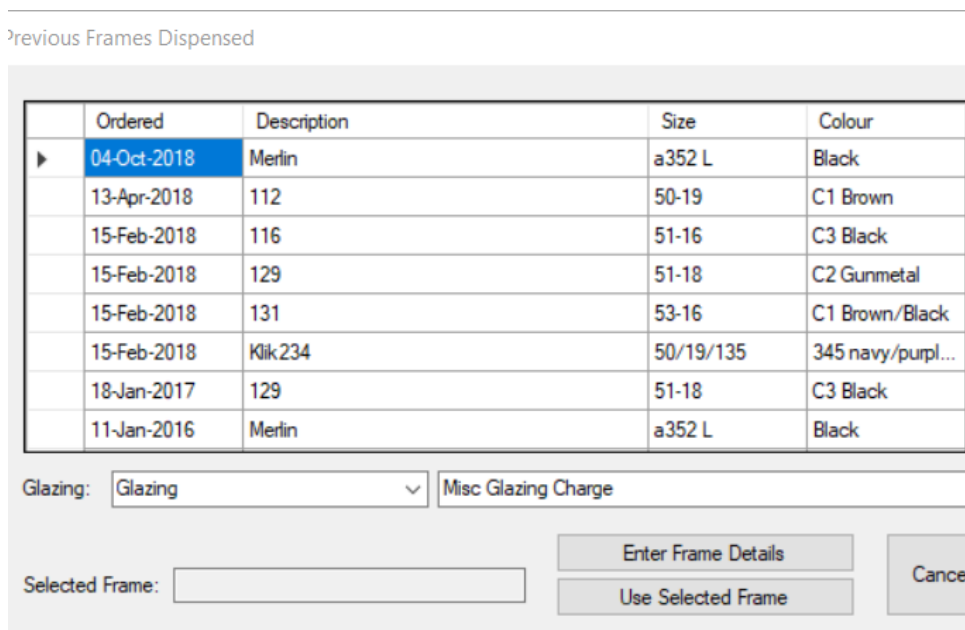 Previous Frames Dispensed
Ordered Description Size Colour
04-Oct-2018 Merlin a352 L Black
13-Apr-2018 112 50-19 C1 Brown
15-Feb-2018 116 51-16 C3 Black
15-Feb-2018 129 51-18 C2 Gunmetal
15-Feb-2018 131 53-16 C1 Brown/Black
15-Feb-2018 Klik234 50/19/135 345 navy/purpl...
18-Jan-2017 129 51-18 C3 Black
11-Jan-2016 Merlin a352 L Black
Glazing: Glazing Misc Glazing Charge
Enter Frame Details
Selected Frame: Cance
Use Selected Frame